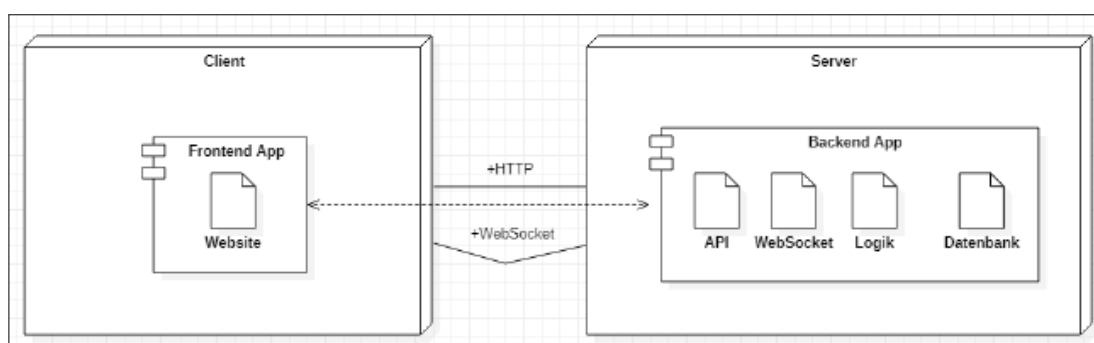 Client
Server
Frontend App
Backend App
+HTTP
+WebSocket
Website
API
WebSocket
Logik
Datenbank